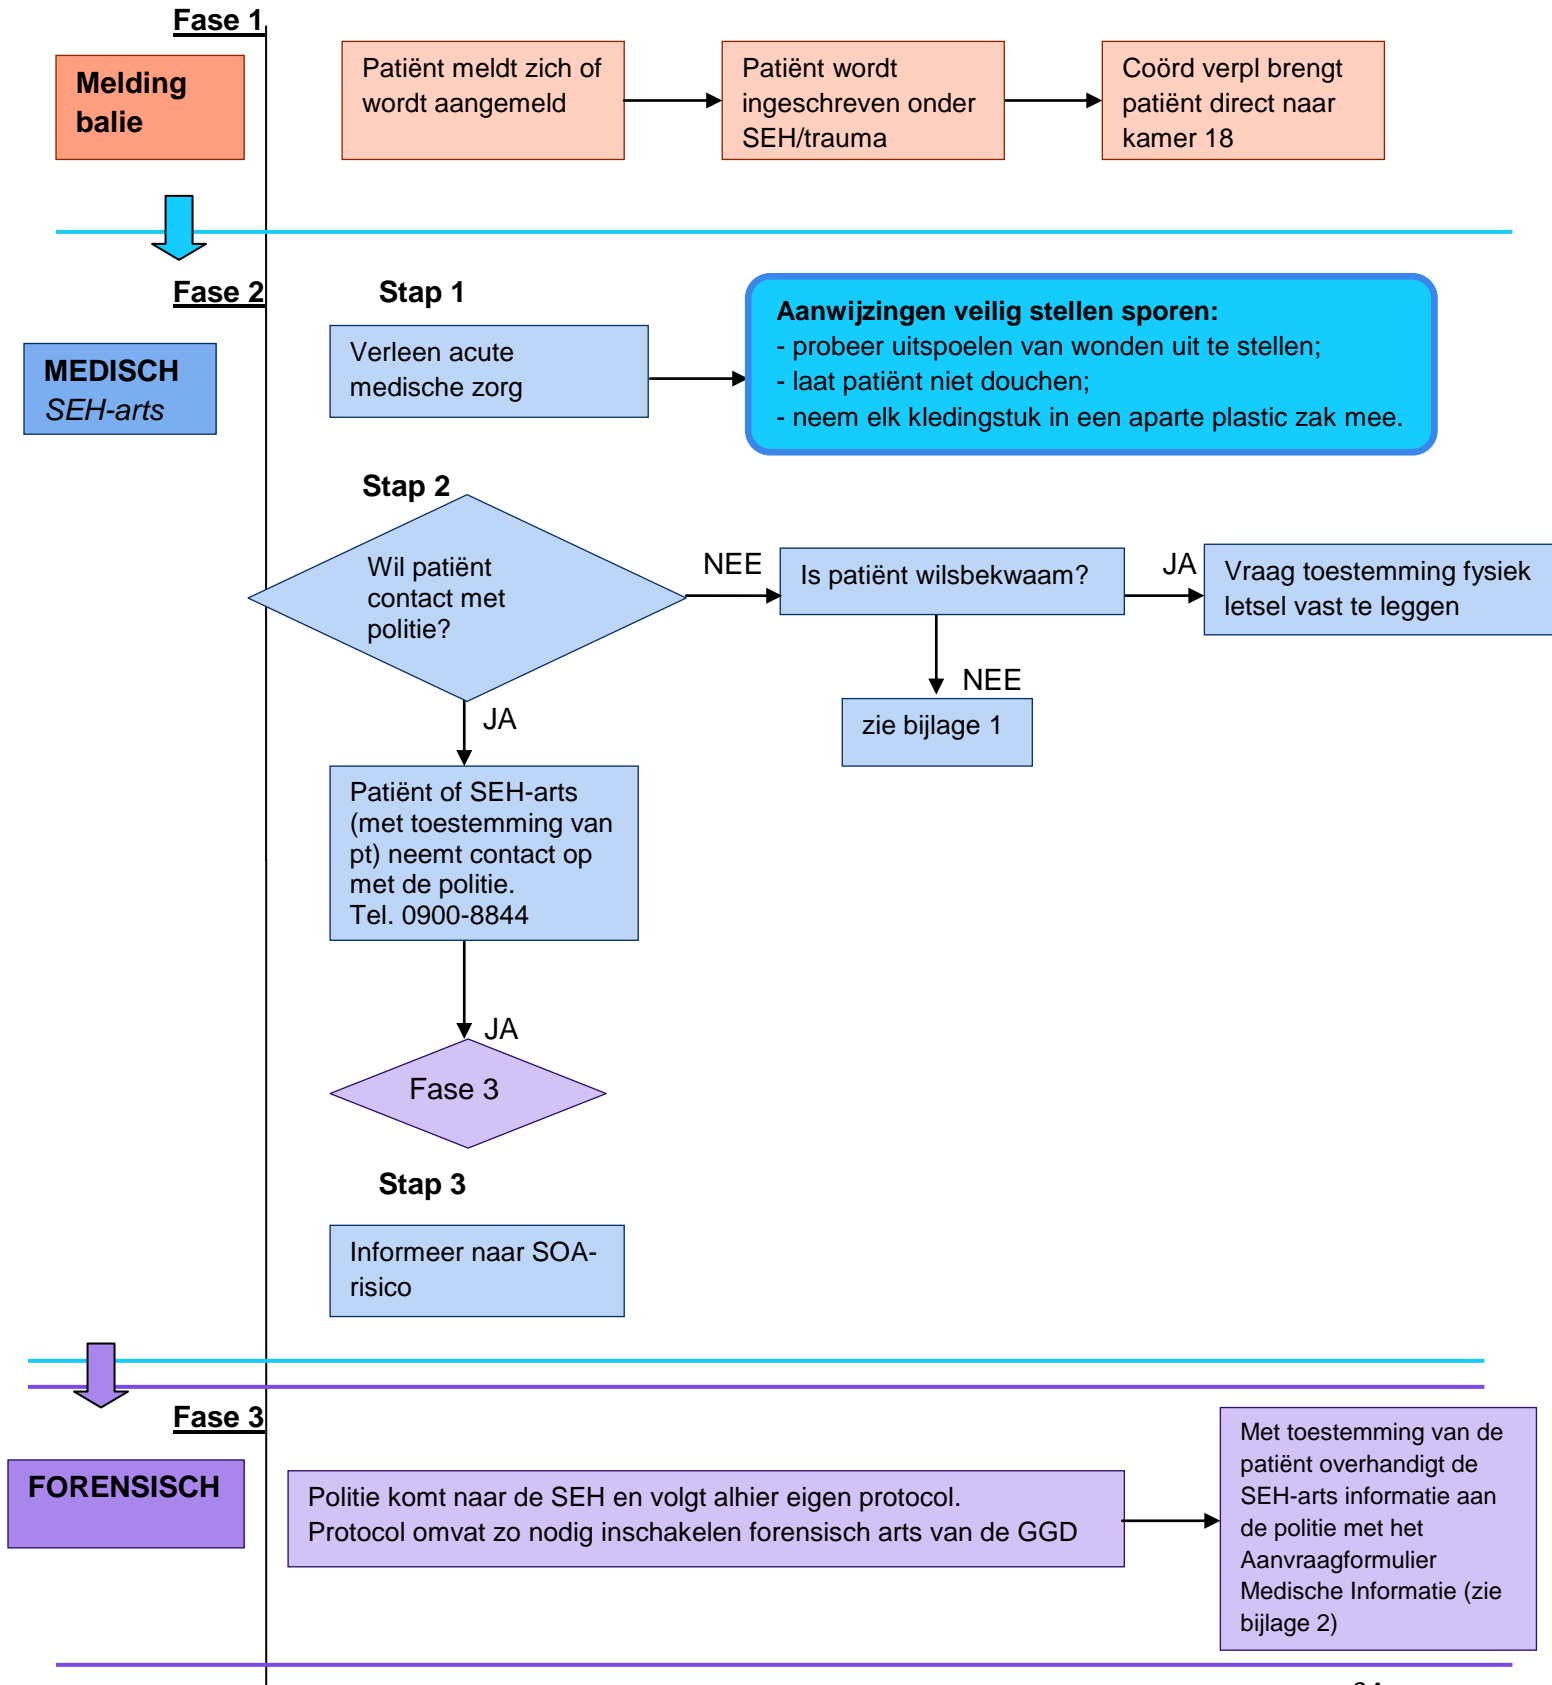 Fase 1
Melding
balie
Patiënt meldt zich of
wordt aangemeld
Patiënt wordt
ingeschreven onder
SEH/trauma
Coörd verpl brengt
patiënt direct naar
kamer 18
Fase 2
MEDISCH
SEH-arts
Stap 1
Verleen acute
medische zorg
Aanwijzingen veilig stellen sporen:
- probeer uitspoelen van wonden uit te stellen;
- laat patiënt niet douchen;
- neem elk kledingstuk in een aparte plastic zak mee.
Stap 2
Wil patiënt
contact met
politie?
NEE
Is patiënt wilsbekwaam?
JA
Vraag toestemming fysiek
letsel vast te leggen
NEE
zie bijlage 1
JA
Patiënt of SEH-arts
(met toestemming van
pt) neemt contact op
met de politie.
Tel. 0900-8844
JA
Fase 3
Stap 3
Informeer naar SOA-
risico
Fase 3
FORENSISCH
Politie komt naar de SEH en volgt alhier eigen protocol.
Protocol omvat zo nodig inschakelen forensisch arts van de GGD
Met toestemming van de
patiënt overhandigt de
SEH-arts informatie aan
de politie met het
Aanvraagformulier
Medische Informatie (zie
bijlage 2)